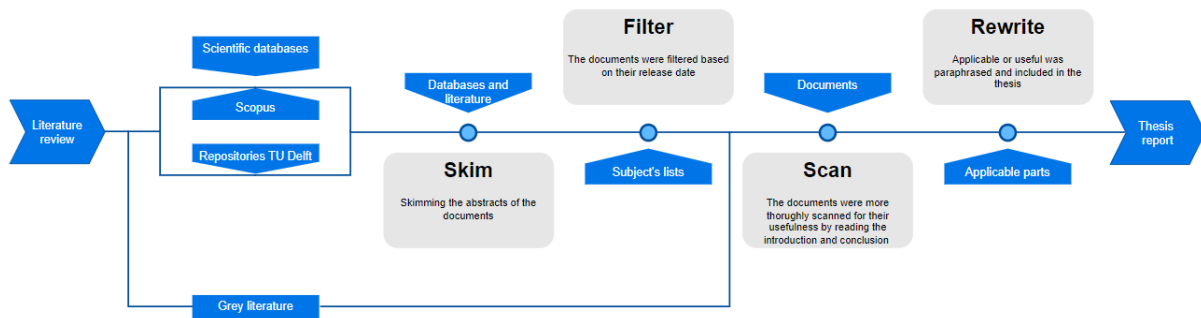 Literature
review
Scientific databases
Scopus
Repositories TU Delft
Grey literature
Databases and
literature
Skim
Skimming the abstracts of the
documents
Filter
The documents were filtered based
on their release date
Subject's lists
Documents
Scan
The documents were more
thoroughly scanned for their
usefulness by reading the
introduction and conclusion
Rewrite
Applicable or useful was
paraphrased and included in the
thesis
Applicable parts
Thesis
report